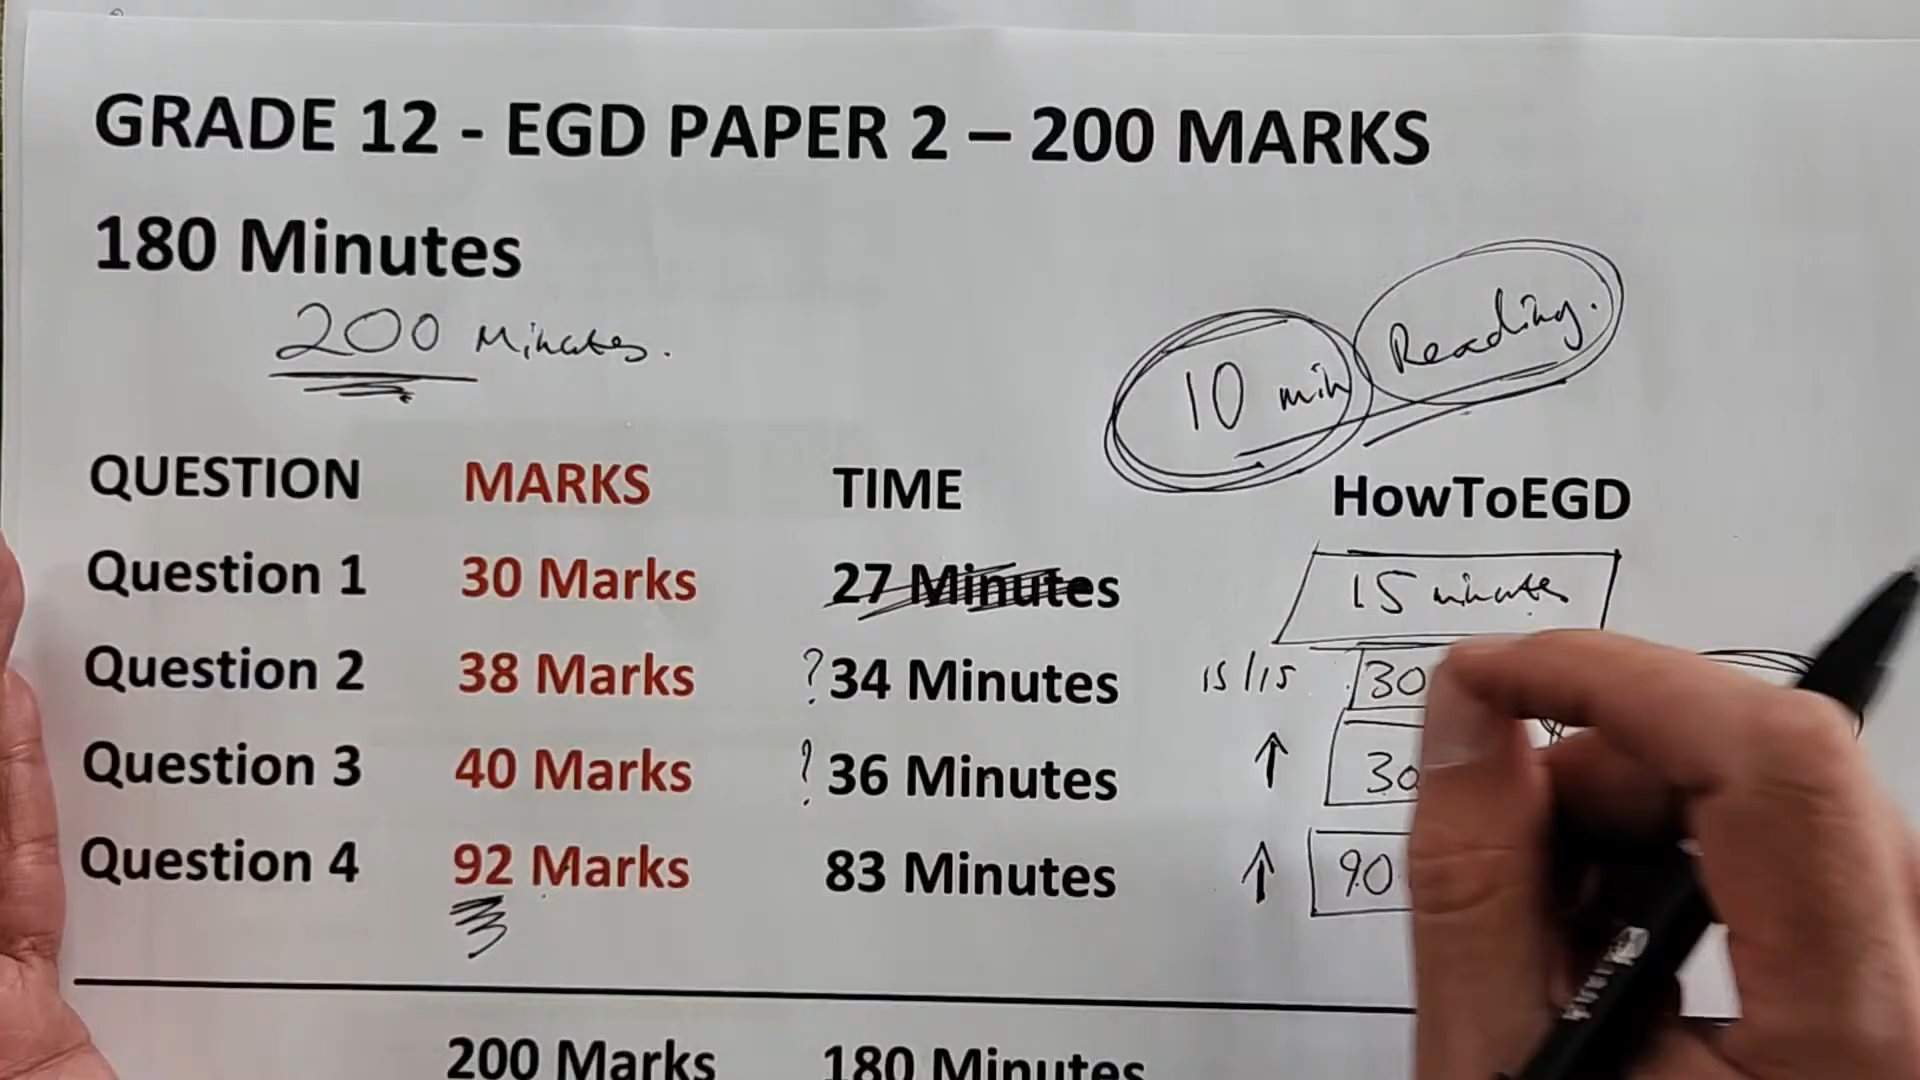 GRADE 12 - EGD PAPER 2 – 200 MARKS
180 Minutes
200 Minutes.
10 min Reading.
QUESTION MARKS TIME HowToEGD
Question 1 30 Marks 27 Minutes 15 minutes
Question 2 38 Marks ? 34 Minutes 15/15 30
Question 3 40 Marks ? 36 Minutes ↑ 30
Question 4 92 Marks 83 Minutes ↑ 90
200 Marks 180 Minutes